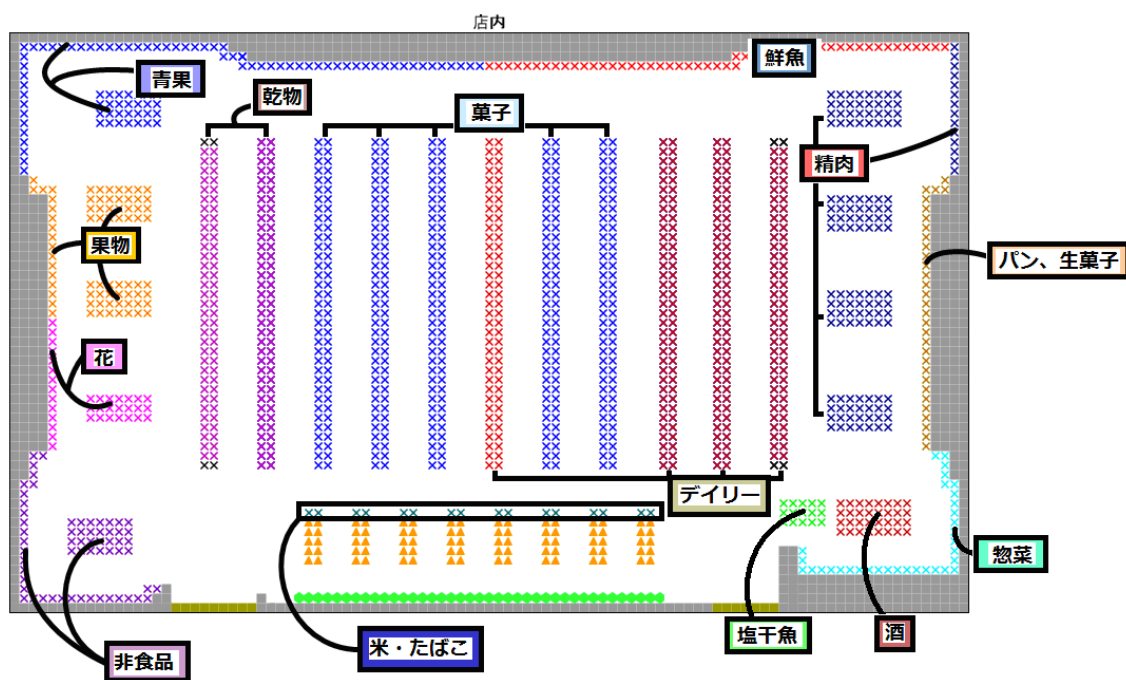 店内
鮮魚
青果
乾物
菓子
精肉
果物
パン、生菓子
花
デイリー
惣菜
塩干魚
酒
米・たばこ
非食品